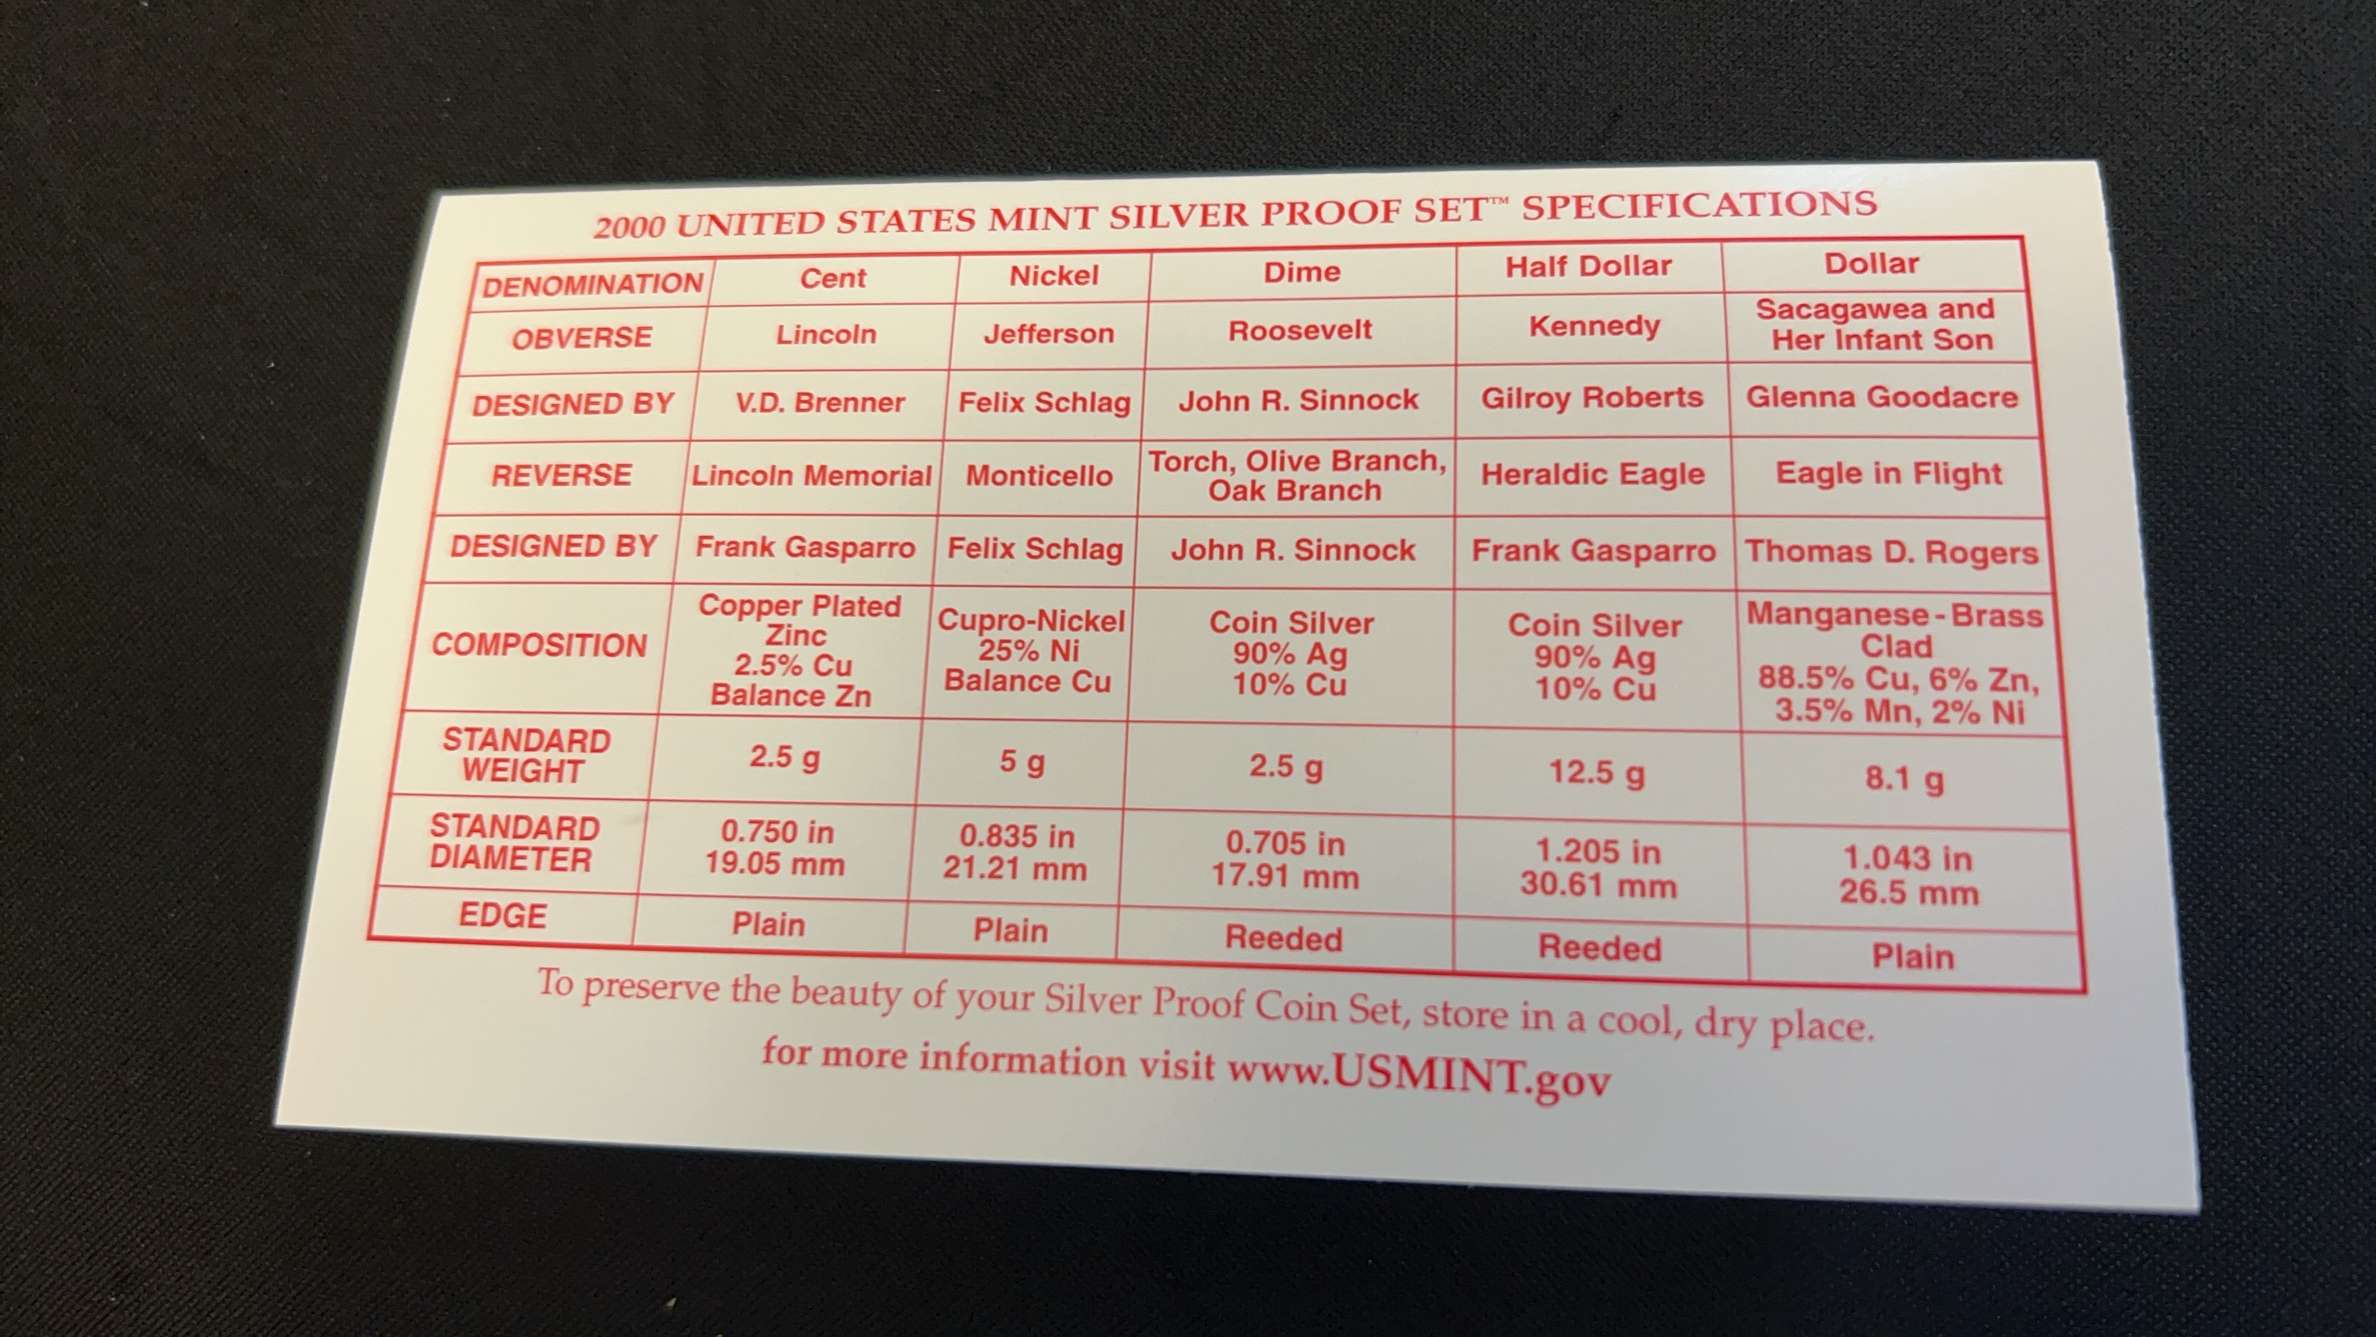 2000 UNITED STATES MINT SILVER PROOF SET™ SPECIFICATIONS
DENOMINATION Cent Nickel Dime Half Dollar Dollar
OBVERSE Lincoln Jefferson Roosevelt Kennedy Sacagawea and
Her Infant Son
DESIGNED BY V.D. Brenner Felix Schlag John R. Sinnock Gilroy Roberts Glenna Goodacre
REVERSE Lincoln Memorial Monticello Torch, Olive Branch,
Oak Branch Heraldic Eagle Eagle in Flight
DESIGNED BY Frank Gasparro Felix Schlag John R. Sinnock Frank Gasparro Thomas D. Rogers
COMPOSITION
Copper Plated
Zinc
2.5% Cu
Balance Zn
Cupro-Nickel
25% Ni
Balance Cu
Coin Silver
90% Ag
10% Cu
Coin Silver
90% Ag
10% Cu
Manganese-Brass
Clad
88.5% Cu, 6% Zn,
3.5% Mn, 2% Ni
STANDARD
WEIGHT 2.5 g 5 g 2.5 g 12.5 g 8.1 g
STANDARD
DIAMETER
0.750 in
19.05 mm
0.835 in
21.21 mm
0.705 in
17.91 mm
1.205 in
30.61 mm
1.043 in
26.5 mm
EDGE Plain Plain Reeded Reeded Plain
To preserve the beauty of your Silver Proof Coin Set, store in a cool, dry place.
for more information visit www.USMINT.gov